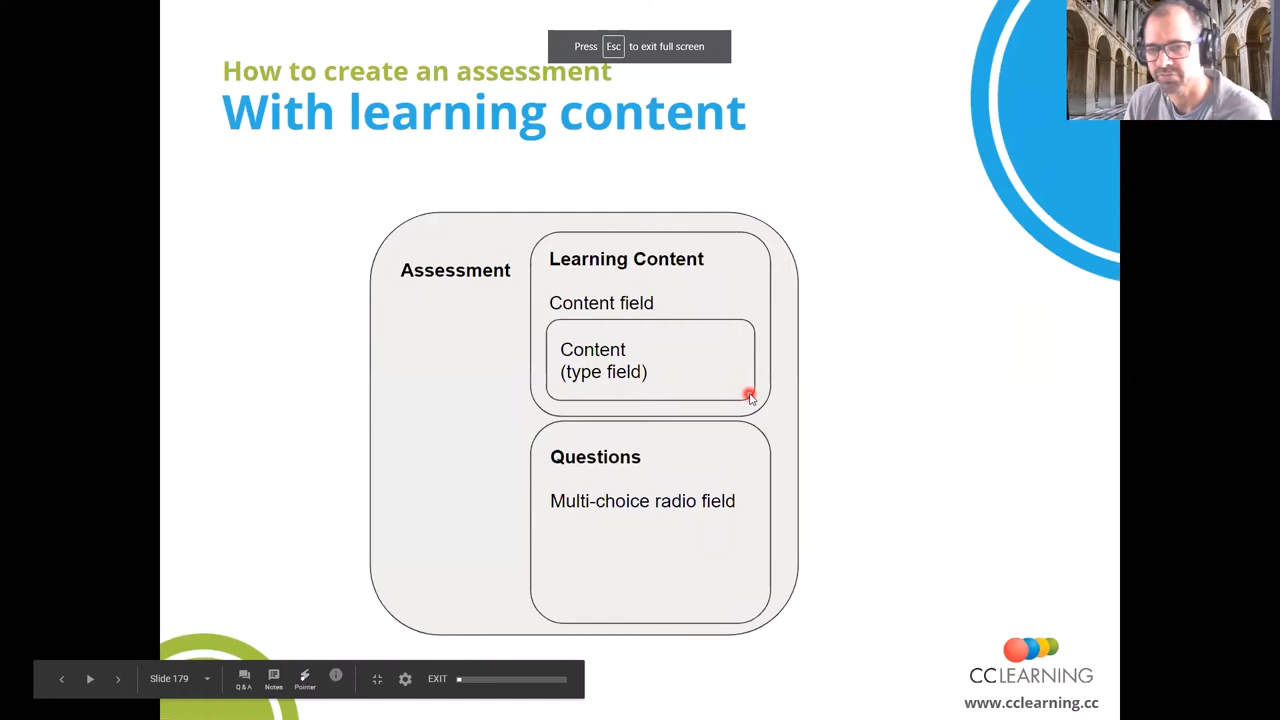 Press Esc to exit full screen
How to create an assessment
With learning content
Assessment
Learning Content
Content field
Content
(type field)
Questions
Multi-choice radio field
Slide 179
Q & A
Notes
Pointer
EXIT
CCLEARNING
www.cclearning.cc